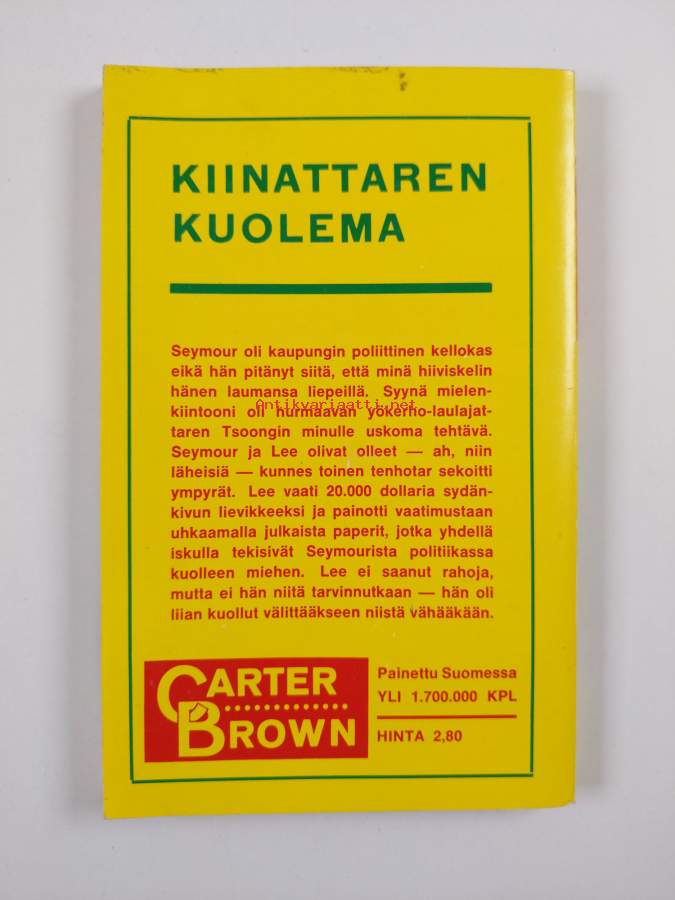 KIINATTAREN
KUOLEMA
Seymour oli kaupungin poliittinen kellokas
eikä hän pitänyt siitä, että minä hiiviskelin
hänen laumansa liepeillä. Syynä mielen-
Antikvariaatti.net
kiintooni oli hurmaavan yökerho-laulajat-
taren Tsoongin minulle uskoma tehtävä.
Seymour ja Lee olivat olleet — ah, niin
läheisiä — kunnes toinen tenhotar sekoitti
ympyrät. Lee vaati 20.000 dollaria sydän-
kivun lievikkeeksi ja painotti vaatimustaan
uhkaamalla julkaista paperit, jotka yhdellä
iskulla tekisivät Seymourista politiikassa
kuolleen miehen. Lee ei saanut rahoja,
mutta ei hän niitä tarvinnutkaan — hän oli
liian kuollut välittääkseen niistä vähääkään.
CARTER
BROWN
Painettu Suomessa
YLI 1.700.000 KPL
HINTA 2,80